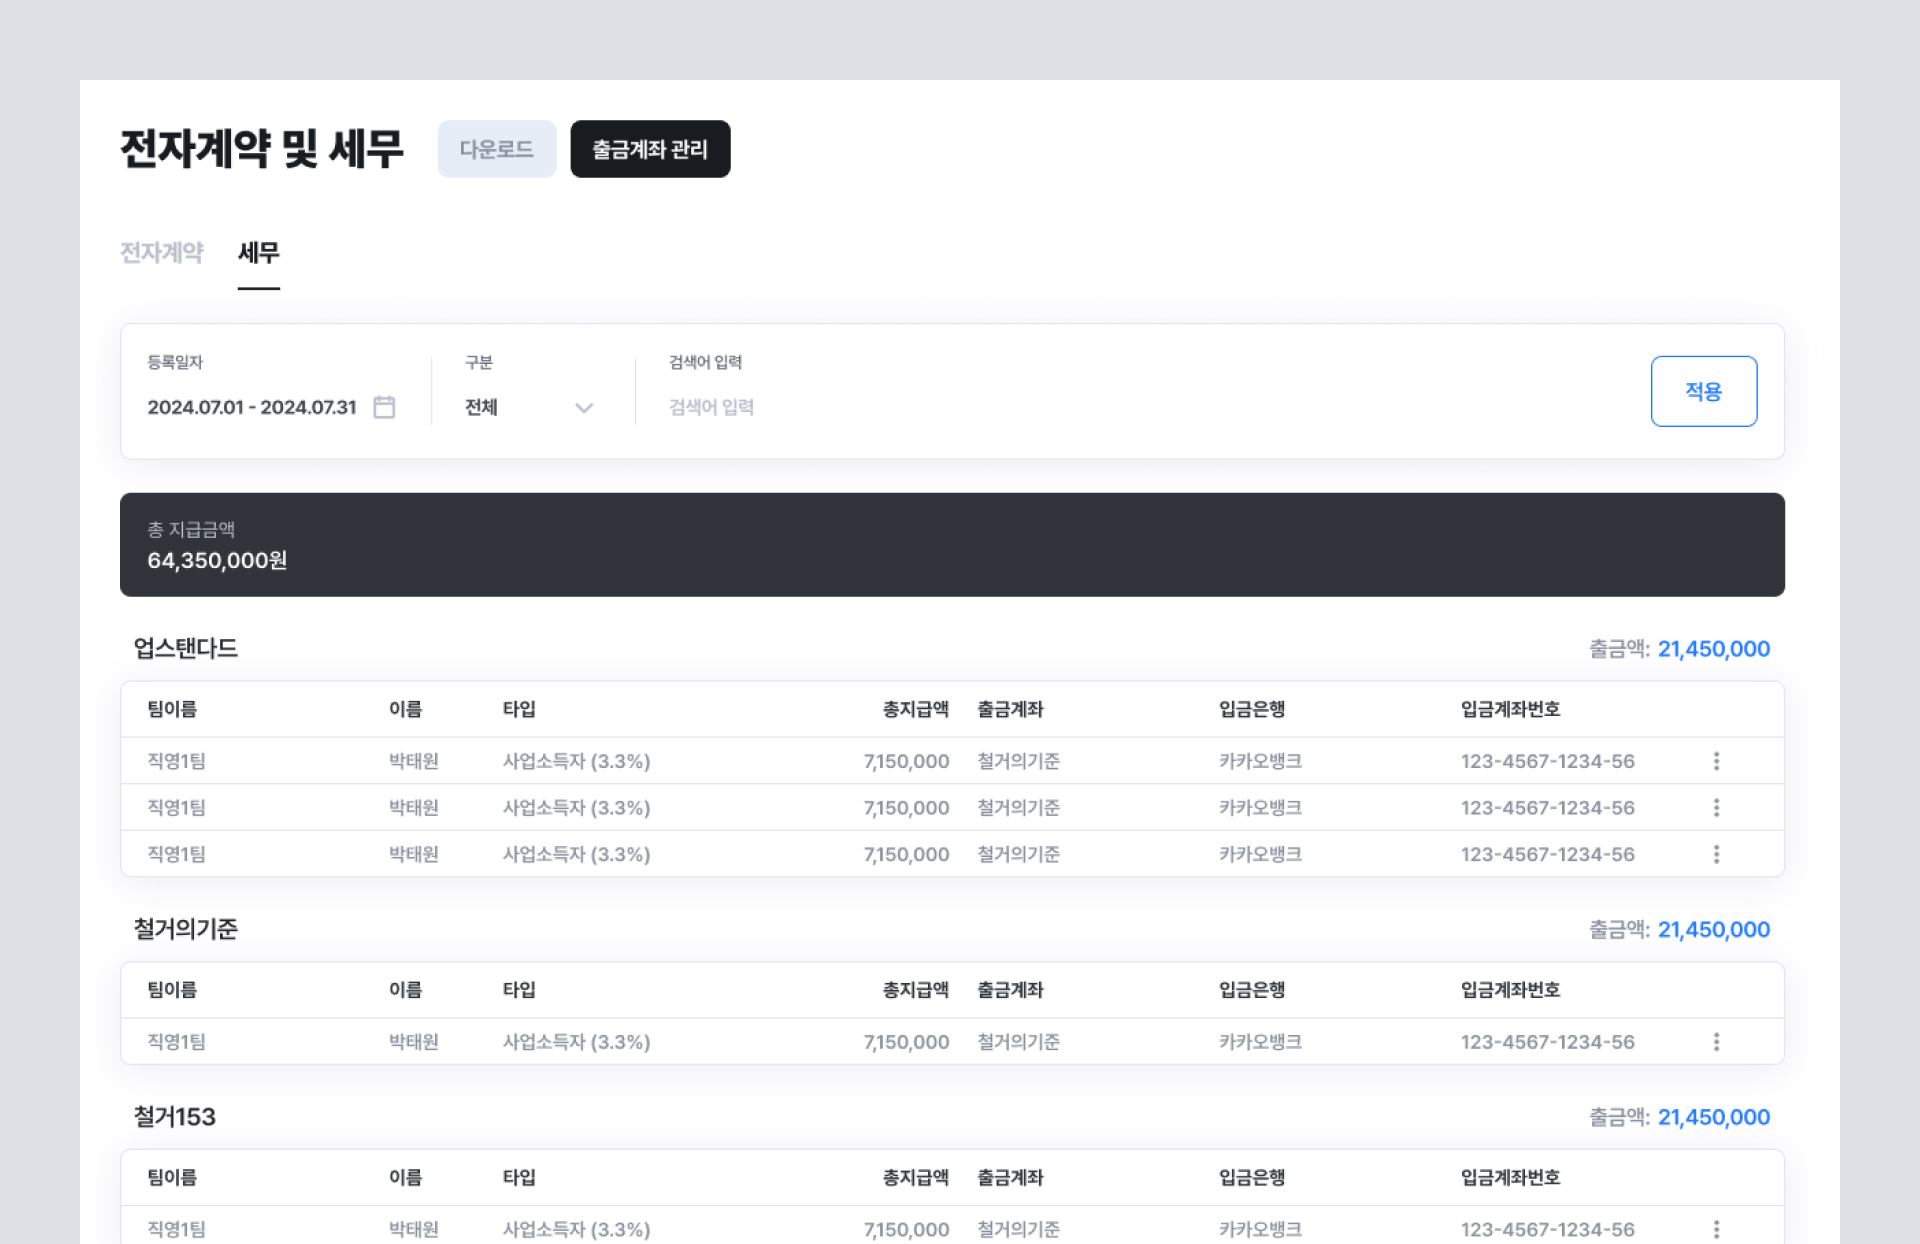 전자계약 및 세무 다운로드 출금계좌 관리
전자계약 세무
등록일자 구분 검색어 입력
2024.07.01 - 2024.07.31 전체 검색어 입력 적용
총 지급금액
64,350,000원
업스탠다드 출금액: 21,450,000
팀이름 이름 타입 총지급액 출금계좌 입금은행 입금계좌번호
직영1팀 박태원 사업소득자 (3.3%) 7,150,000 철거의기준 카카오뱅크 123-4567-1234-56
직영1팀 박태원 사업소득자 (3.3%) 7,150,000 철거의기준 카카오뱅크 123-4567-1234-56
직영1팀 박태원 사업소득자 (3.3%) 7,150,000 철거의기준 카카오뱅크 123-4567-1234-56
철거의기준 출금액: 21,450,000
팀이름 이름 타입 총지급액 출금계좌 입금은행 입금계좌번호
직영1팀 박태원 사업소득자 (3.3%) 7,150,000 철거의기준 카카오뱅크 123-4567-1234-56
철거153 출금액: 21,450,000
팀이름 이름 타입 총지급액 출금계좌 입금은행 입금계좌번호
직영1팀 박태원 사업소득자 (3.3%) 7,150,000 철거의기준 카카오뱅크 123-4567-1234-56